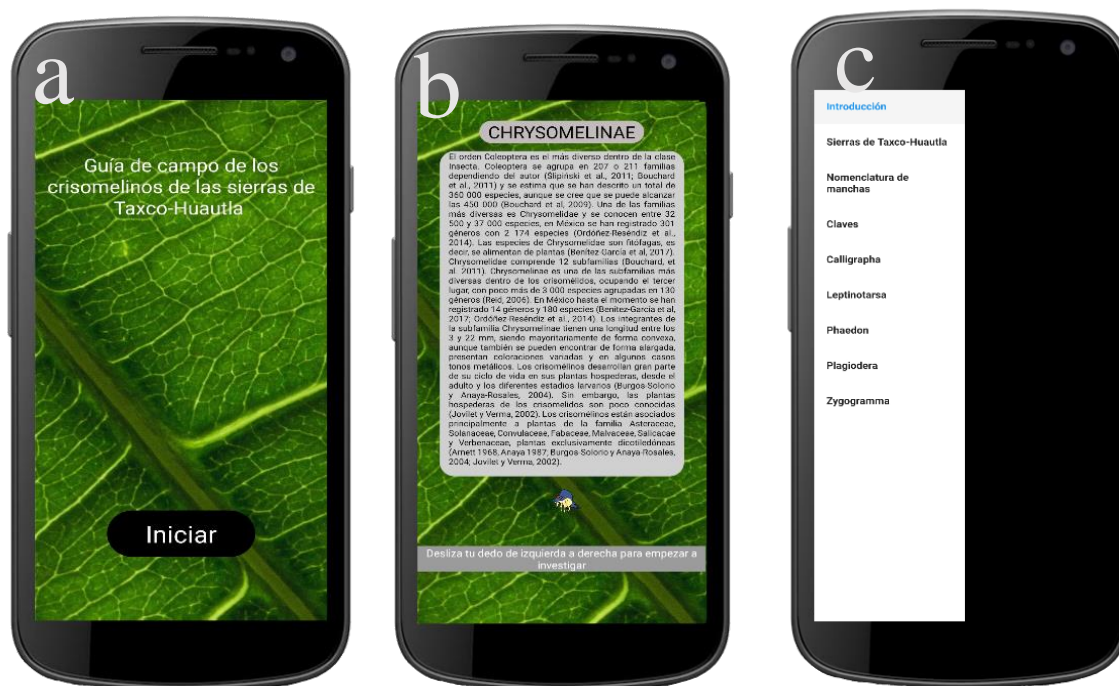 a
Guía de campo de los
crisomelinos de las sierras de
Taxco-Huautla
Iniciar
b
CHRYSOMELINAE
El orden Coleoptera es el más diverso dentro de la clase
Insecta. Coleoptera se agrupa en 207 o 211 familias
dependiendo del autor (Ślipiński et al., 2011; Bouchard
et al., 2011) y se estima que se han descrito un total de
360 000 especies, aunque se cree que se puede alcanzar
las 450 000 (Bouchard et al, 2009). Una de las familias
más diversas es Chrysomelidae y se conocen entre 32
500 y 37 000 especies, en México se han registrado 301
géneros con 2 174 especies (Ordóñez-Reséndiz et al.,
2014). Las especies de Chrysomelidae son fitófagas, es
decir, se alimentan de plantas (Benítez García et al, 2017).
Chrysomelidae comprende 12 subfamilias (Bouchard, et
al. 2011). Chrysomelinae es una de las subfamilias más
diversas dentro de los crisomélidos, ocupando el tercer
lugar, con poco más de 3 000 especies agrupadas en 130
géneros (Reid, 2006). En México hasta el momento se han
registrado 14 géneros y 180 especies (Benitez-García et al,
2017; Ordóñez-Reséndiz et al., 2014). Los integrantes de
la subfamilia Chrysomelinae tienen una longitud entre los
3 y 22 mm, siendo mayoritariamente de forma convexa,
aunque también se pueden encontrar de forma alargada,
presentan coloraciones variadas y en algunos casos
tonos metálicos. Los crisomélinos desarrollan gran parte
de su ciclo de vida en sus plantas hospederas, desde el
adulto y los diferentes estadios larvarios (Burgos-Solorio
y Anaya-Rosales, 2004). Sin embargo, las plantas
hospederas de los crisomelidos son poco conocidas
(Jovilet y Verma, 2002). Los crisomélinos están asociados
principalmente a plantas de la familia Asteraceae,
Solanaceae, Convulaceae, Fabaceae, Malvaceae, Salicacae
y Verbenaceae, plantas exclusivamente dicotiledóneas
(Arnett 1968, Anaya 1987; Burgos-Solorio y Anaya-Rosales,
2004; Jovilet y Verma, 2002).
Desliza tu dedo de izquierda a derecha para empezar a
investigar
c
Introducción
Sierras de Taxco-Huautla
Nomenclatura de
manchas
Claves
Calligrapha
Leptinotarsa
Phaedon
Plagiodera
Zygogramma